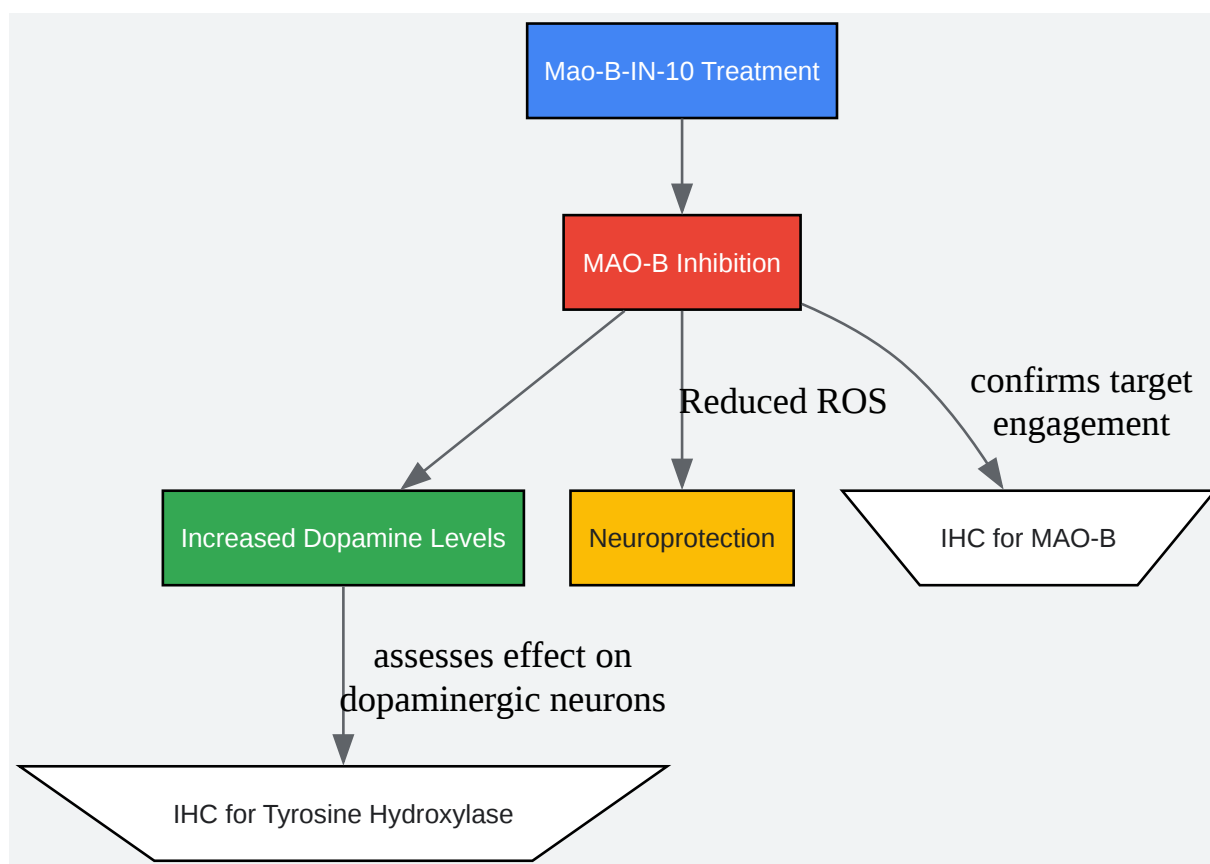 Mao-B-IN-10 Treatment
MAO-B Inhibition
Reduced ROS
confirms target
engagement
Increased Dopamine Levels
Neuroprotection
IHC for MAO-B
assesses effect on
dopaminergic neurons
IHC for Tyrosine Hydroxylase